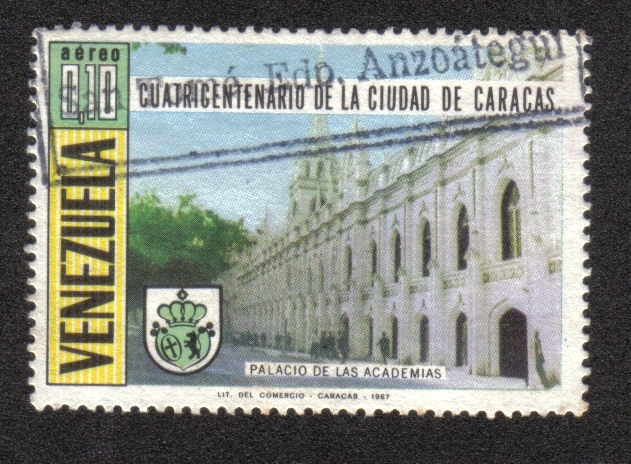 aéreo
0,10
Edo. Anzoátegui
CUATRICENTENARIO DE LA CIUDAD DE CARACAS
VENEZUELA
PALACIO DE LAS ACADEMIAS
LIT. DEL COMERCIO - CARACAS - 1967